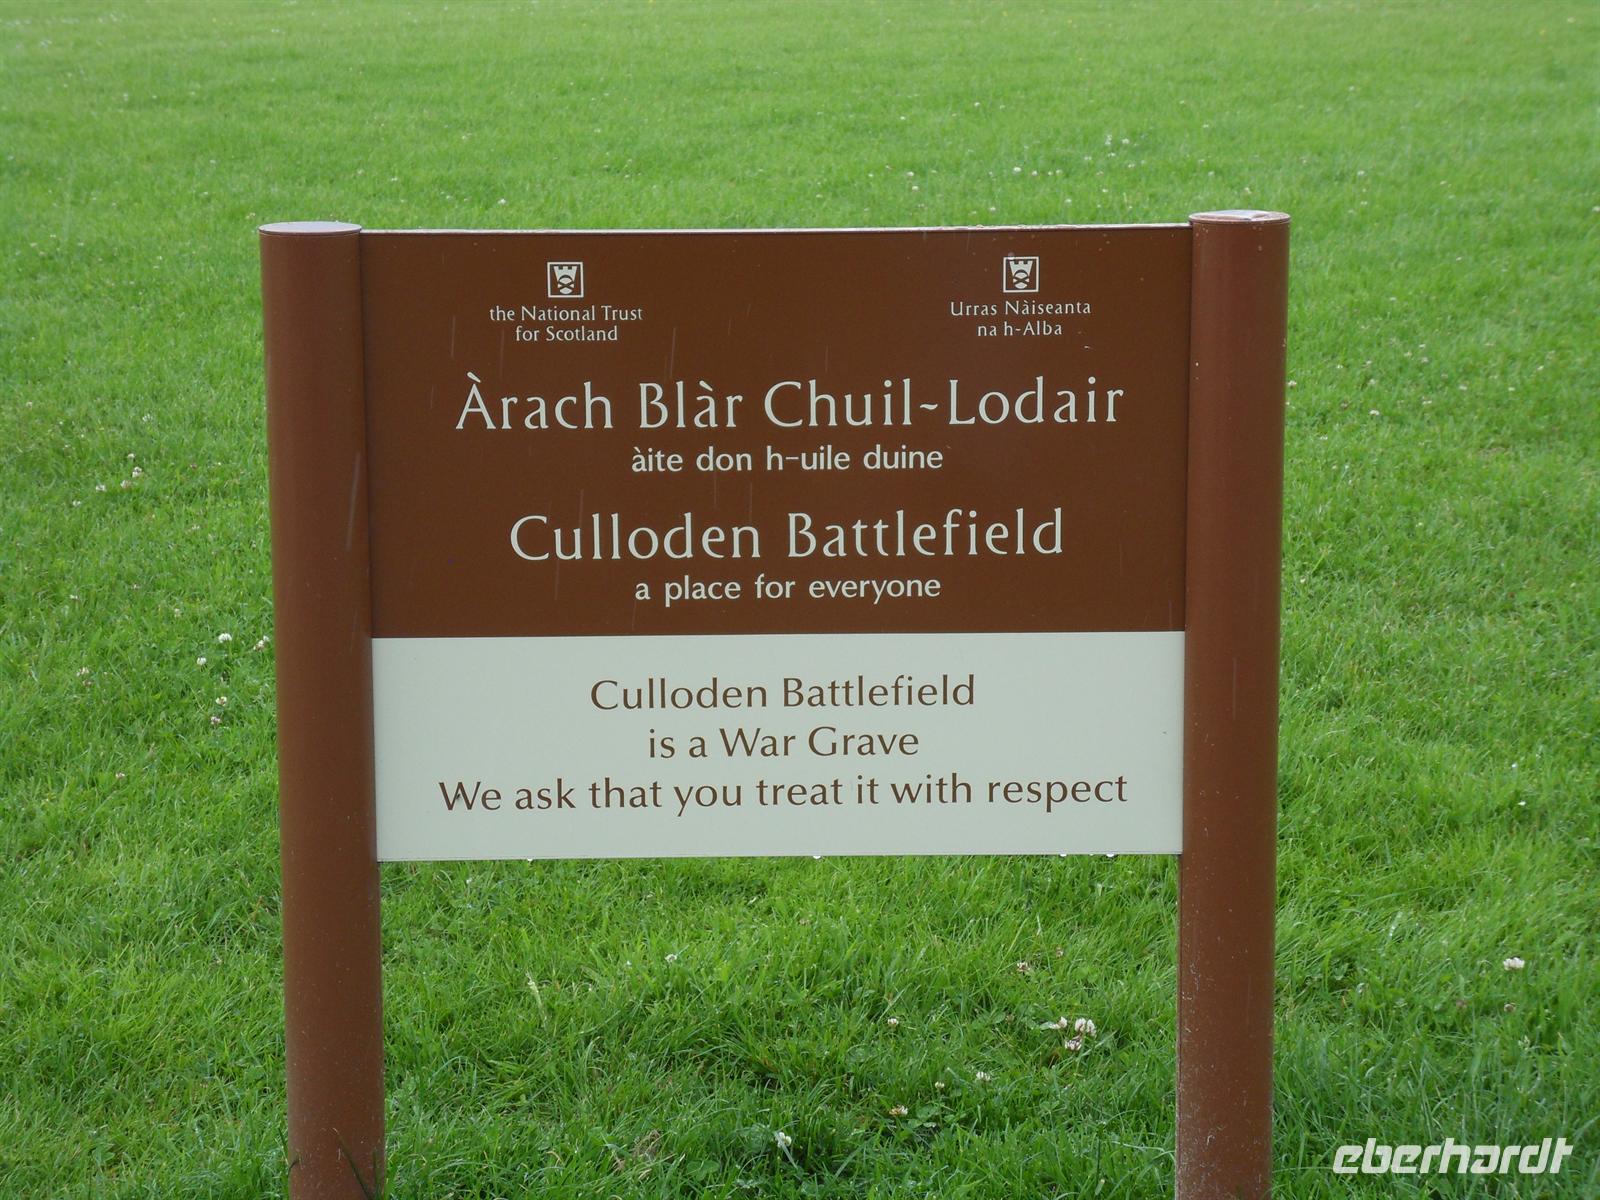 the National Trust
for Scotland
Urras Nàiseanta
na h-Alba
Àrach Blàr Chuil-Lodair
àite don h-uile duine
Culloden Battlefield
a place for everyone
Culloden Battlefield
is a War Grave
We ask that you treat it with respect
eberhardt